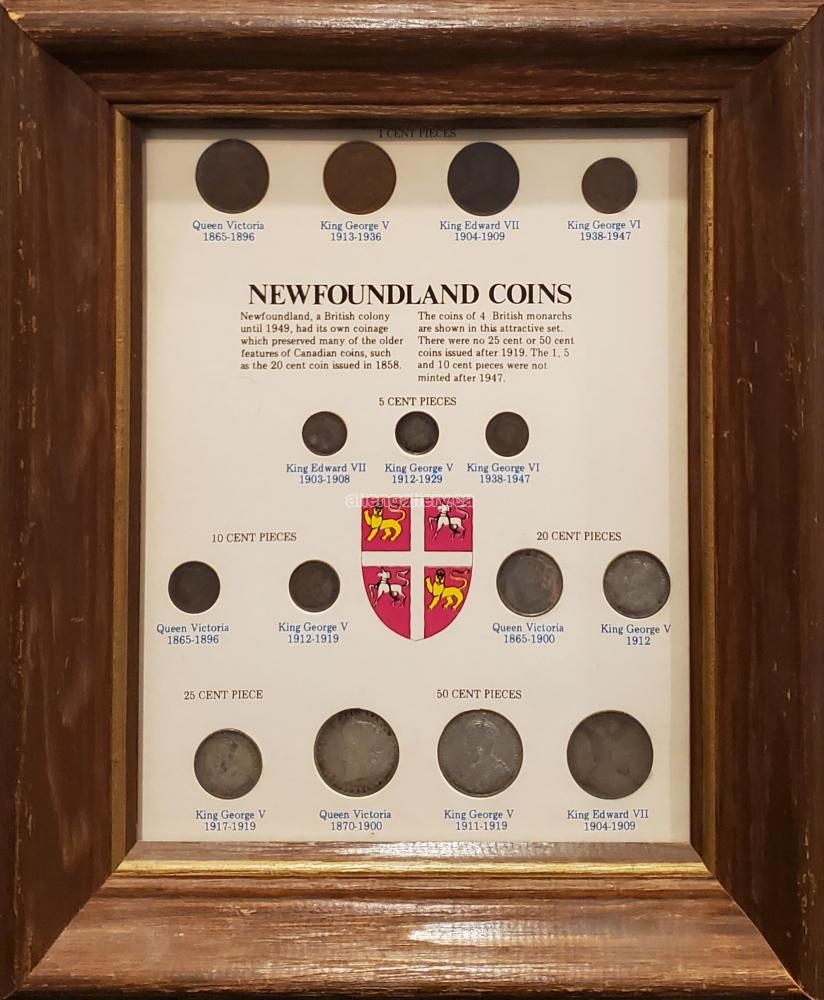 1 CENT PIECES
Queen Victoria
1865-1896
King George V
1913-1936
King Edward VII
1904-1909
King George VI
1938-1947
NEWFOUNDLAND COINS
Newfoundland, a British colony
until 1949, had its own coinage
which preserved many of the older
features of Canadian coins, such
as the 20 cent coin issued in 1858.
The coins of 4 British monarchs
are shown in this attractive set.
There were no 25 cent or 50 cent
coins issued after 1919. The 1, 5
and 10 cent pieces were not
minted after 1947.
5 CENT PIECES
King Edward VII
1903-1908
King George V
1912-1929
King George VI
1938-1947
allengallery.ca
10 CENT PIECES
20 CENT PIECES
Queen Victoria
1865-1896
King George V
1912-1919
Queen Victoria
1865-1900
King George V
1912
25 CENT PIECE
50 CENT PIECES
King George V
1917-1919
Queen Victoria
1870-1900
King George V
1911-1919
King Edward VII
1904-1909